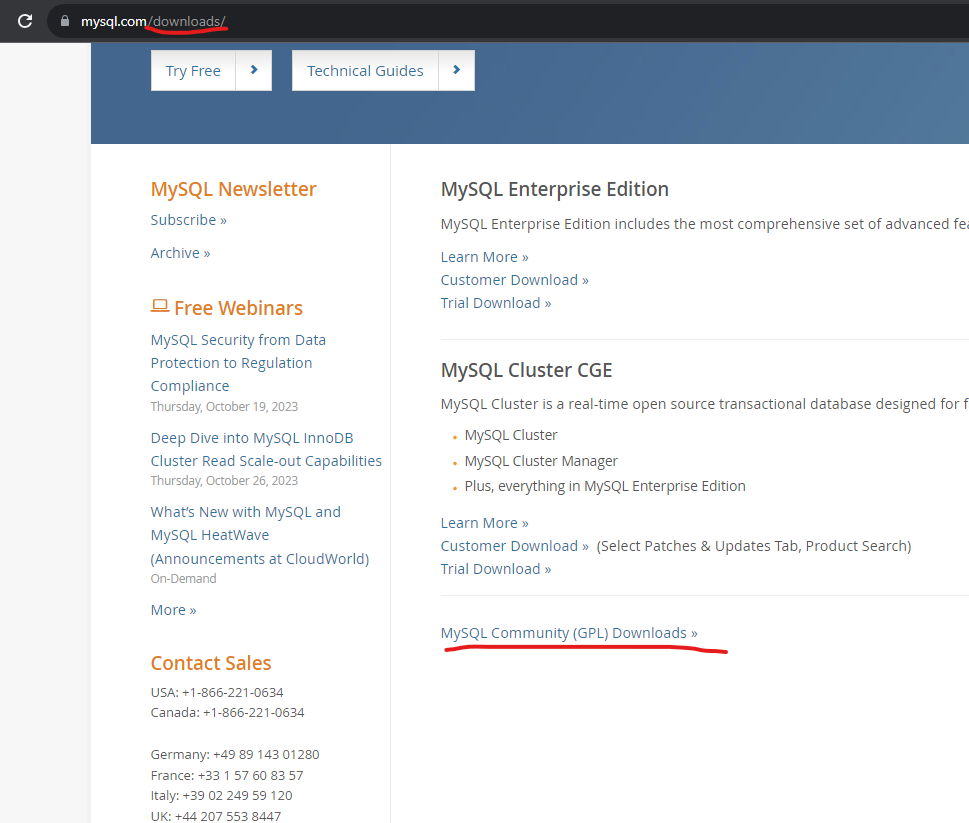 mysql.com/downloads/
Try Free
Technical Guides
MySQL Newsletter
Subscribe »
Archive »
Free Webinars
MySQL Security from Data
Protection to Regulation
Compliance
Thursday, October 19, 2023
Deep Dive into MySQL InnoDB
Cluster Read Scale-out Capabilities
Thursday, October 26, 2023
What's New with MySQL and
MySQL HeatWave
(Announcements at CloudWorld)
On-Demand
More »
Contact Sales
USA: +1-866-221-0634
Canada: +1-866-221-0634
Germany: +49 89 143 01280
France: +33 1 57 60 83 57
Italy: +39 02 249 59 120
UK: +44 207 553 8447
MySQL Enterprise Edition
MySQL Enterprise Edition includes the most comprehensive set of advanced fea
Learn More »
Customer Download »
Trial Download »
MySQL Cluster CGE
MySQL Cluster is a real-time open source transactional database designed for f
• MySQL Cluster
• MySQL Cluster Manager
• Plus, everything in MySQL Enterprise Edition
Learn More »
Customer Download » (Select Patches & Updates Tab, Product Search)
Trial Download »
MySQL Community (GPL) Downloads »